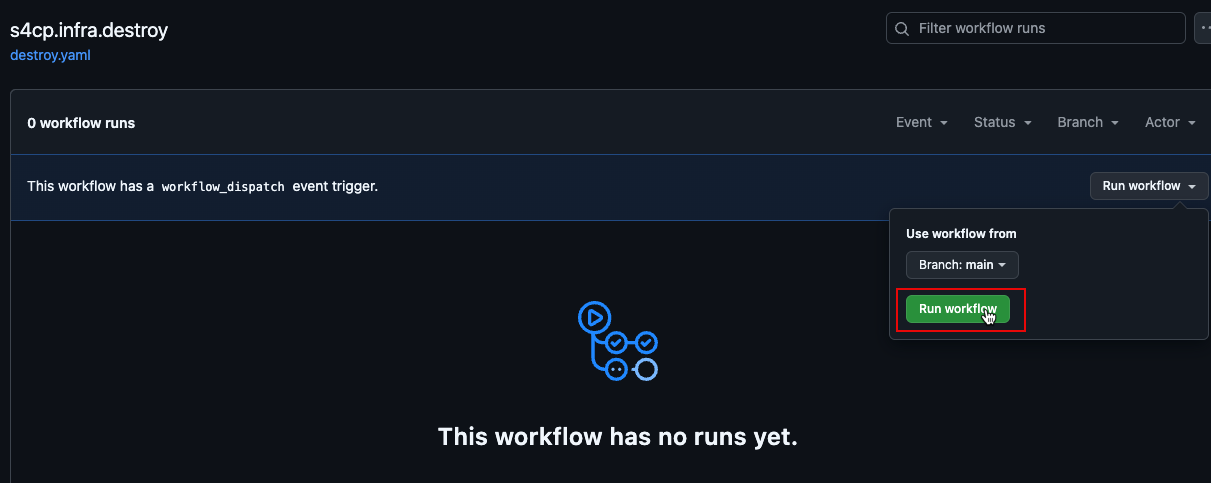 s4cp.infra.destroy
destroy.yaml
Filter workflow runs
0 workflow runs
Event Status Branch Actor
This workflow has a workflow_dispatch event trigger.
Run workflow
Use workflow from
Branch: main
Run workflow
This workflow has no runs yet.